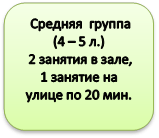 Средняя группа
(4 – 5 л.)
2 занятия в зале,
1 занятие на
улице по 20 мин.